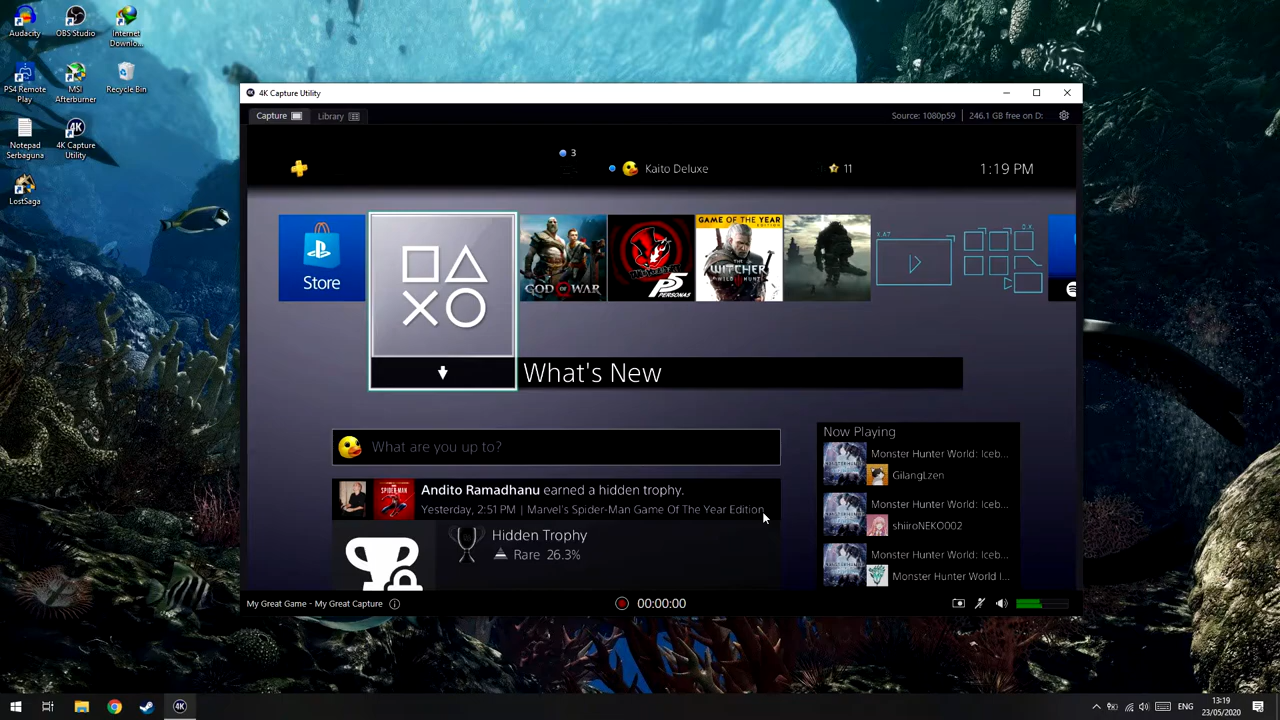 Audacity
OBS Studio
Internet
Downlo...
PS4 Remote
Play
MSI
Afterburner
Recycle Bin
Notepad
Serbaguna
4K Capture
Utility
LostSaga
4K Capture Utility
Capture
Library
Source: 1080p59
246.1 GB free on D:
3
Kaito Deluxe
11
1:19 PM
Store
GOD OF WAR
P5
PERSONA5
GAME OF THE YEAR
EDITION
THE
WITCHER
WILD HUNT
What's New
What are you up to?
Andito Ramadhanu earned a hidden trophy.
Yesterday, 2:51 PM | Marvel's Spider-Man Game Of The Year Edition
Hidden Trophy
Rare 26.3%
Now Playing
Monster Hunter World: Iceb...
GilangLzen
Monster Hunter World: Iceb...
shiiroNEKO002
Monster Hunter World: Iceb...
Monster Hunter World I...
My Great Game - My Great Capture
00:00:00
4K
ENG
13:19
23/05/2020